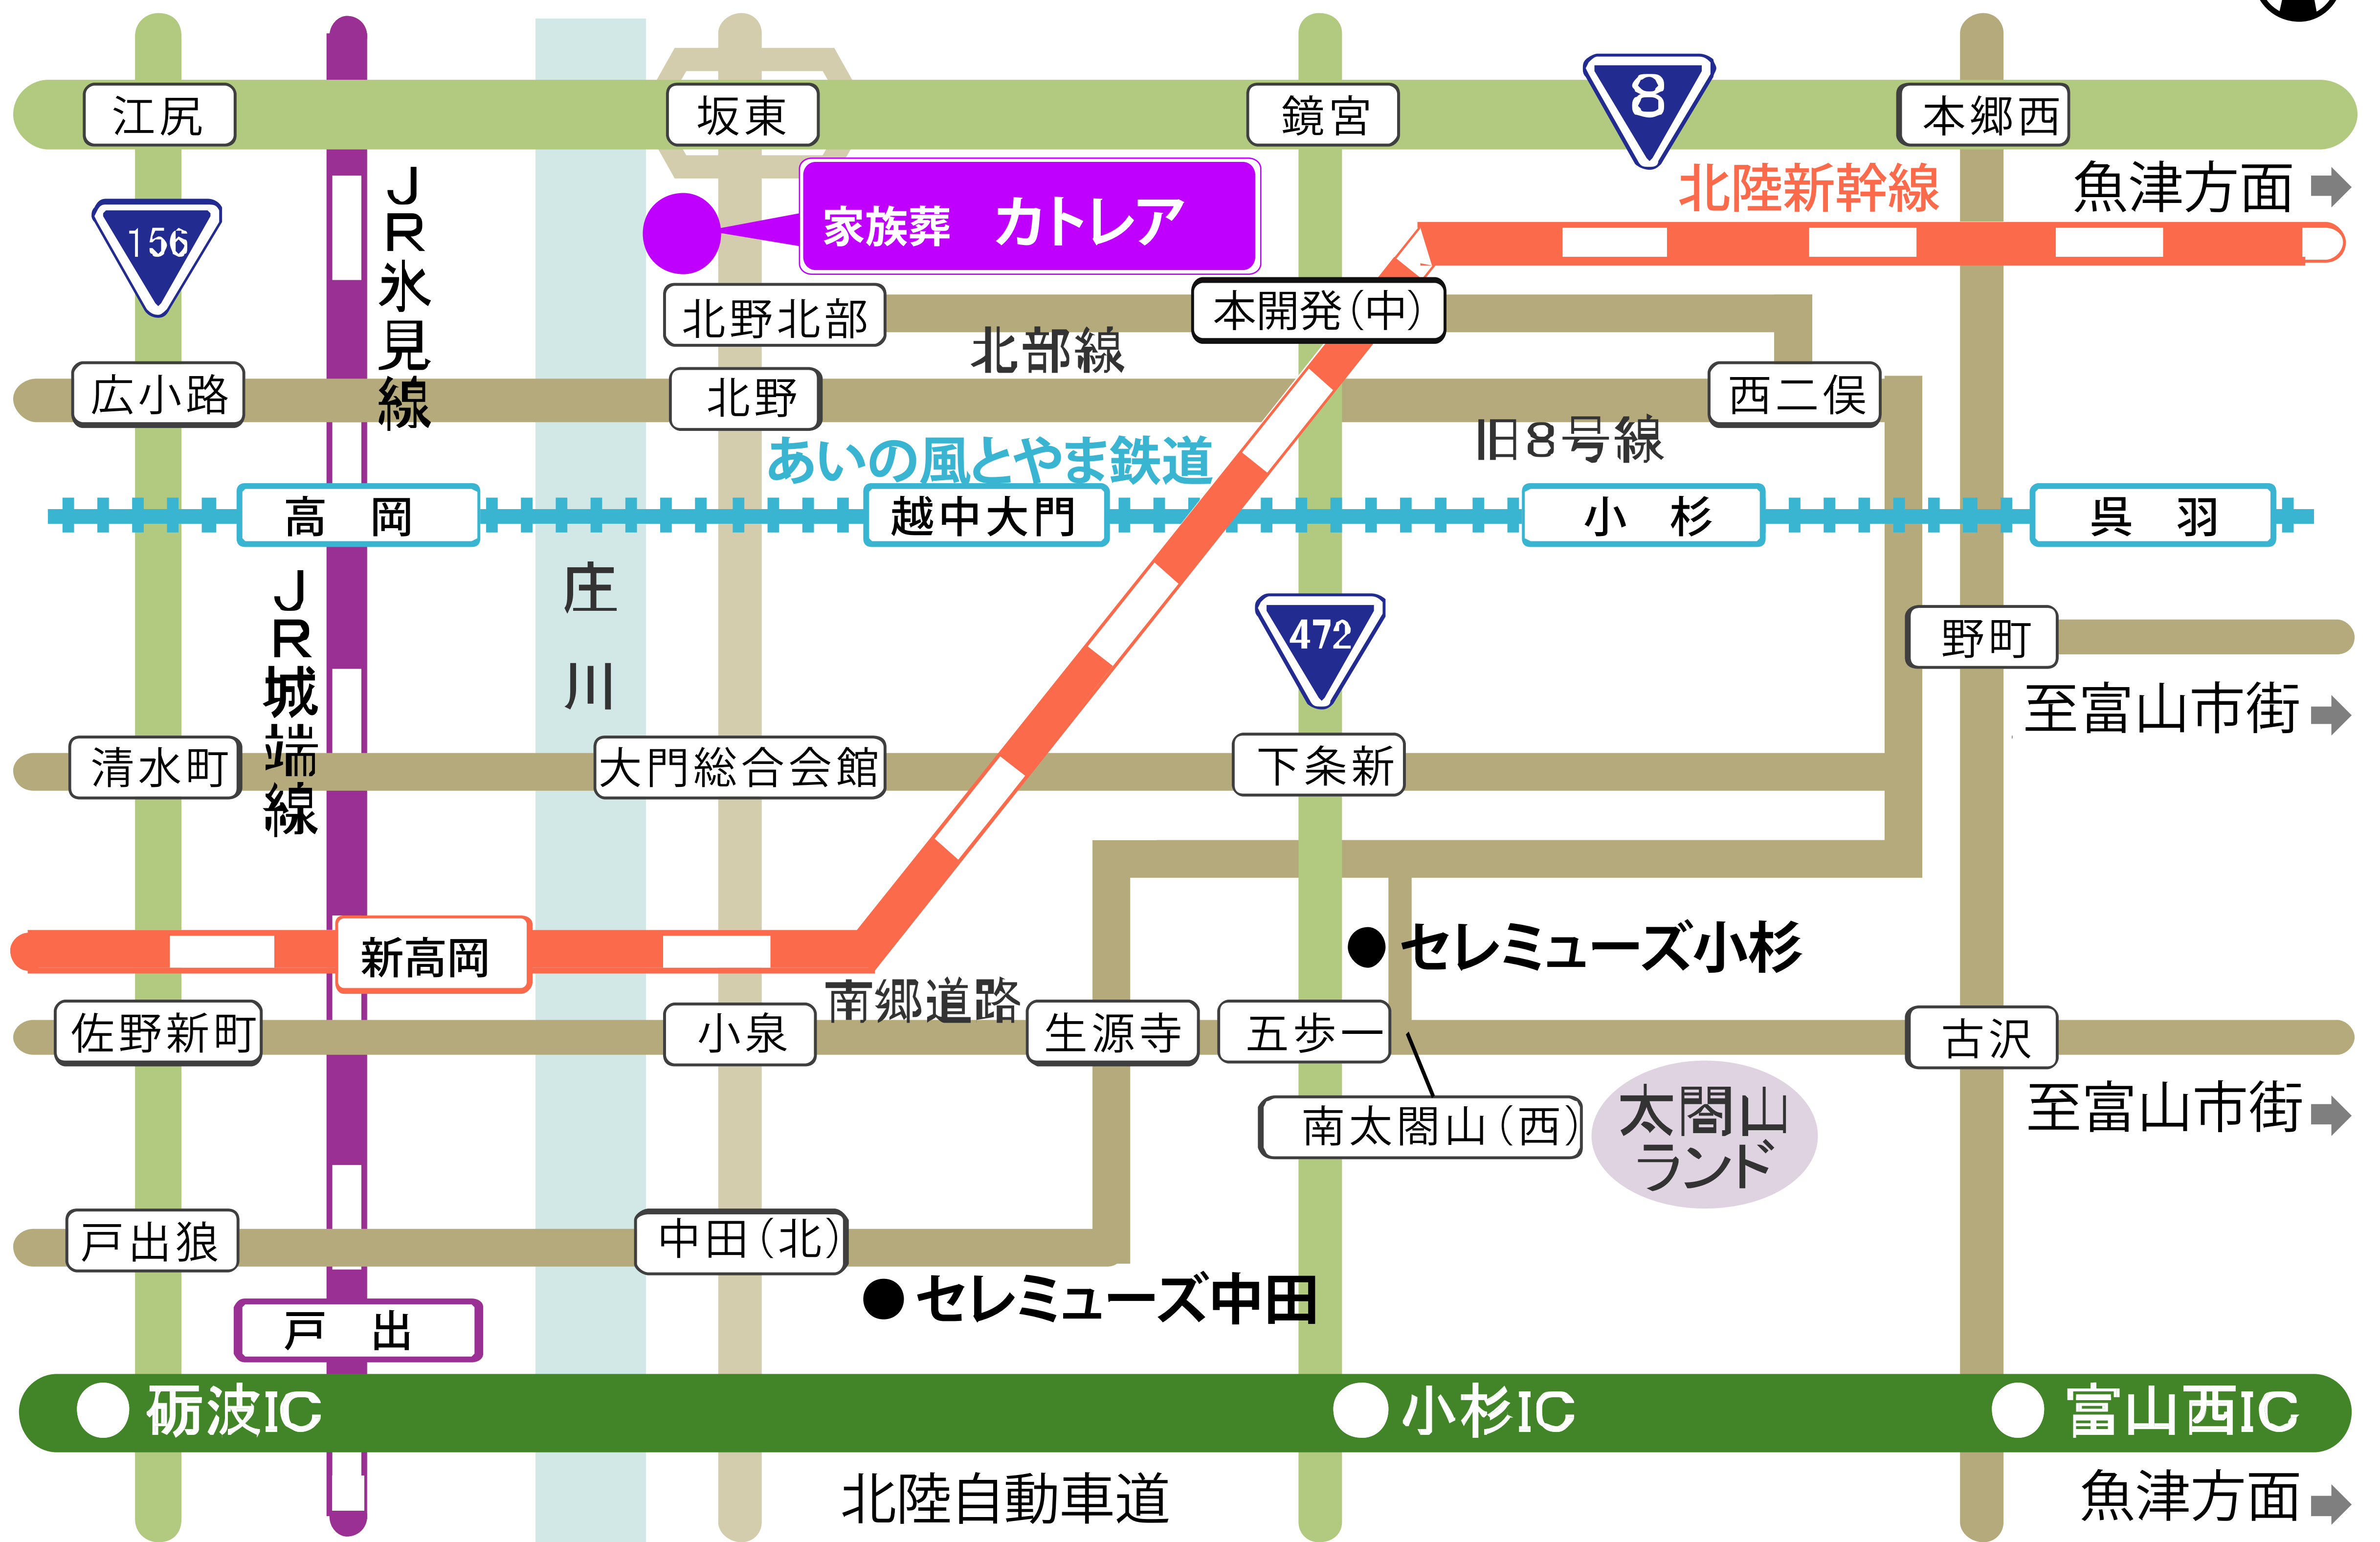 江尻
坂東
鏡宮
8
本郷西
魚津方面
北陸新幹線
156
JR氷見線
家族葬　カトレア
北野北部
本開発(中)
北部線
広小路
北野
西二俣
旧8号線
あいの風とやま鉄道
高　岡
越中大門
小　杉
呉　羽
JR城端線
庄川
472
野町
至富山市街
清水町
大門総合会館
下条新
セレミューズ小杉
新高岡
南郷道路
佐野新町
小泉
生源寺
五歩一
古沢
南太閤山(西)
太閤山
ランド
至富山市街
戸出狼
中田(北)
セレミューズ中田
戸　出
砺波IC
小杉IC
富山西IC
北陸自動車道
魚津方面